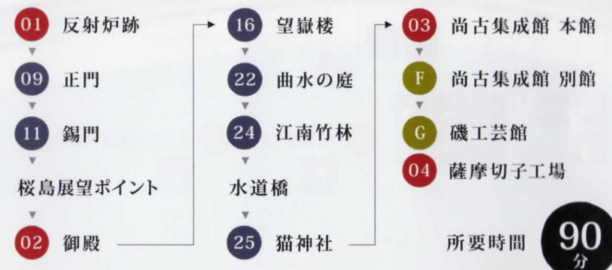 01 反射炉跡
09 正門
11 錫門
桜島展望ポイント
02 御殿
16 望嶽楼
22 曲水の庭
24 江南竹林
水道橋
25 猫神社
03 尚古集成館 本館
F 尚古集成館 別館
G 磯工芸館
04 薩摩切子工場
所要時間 90分